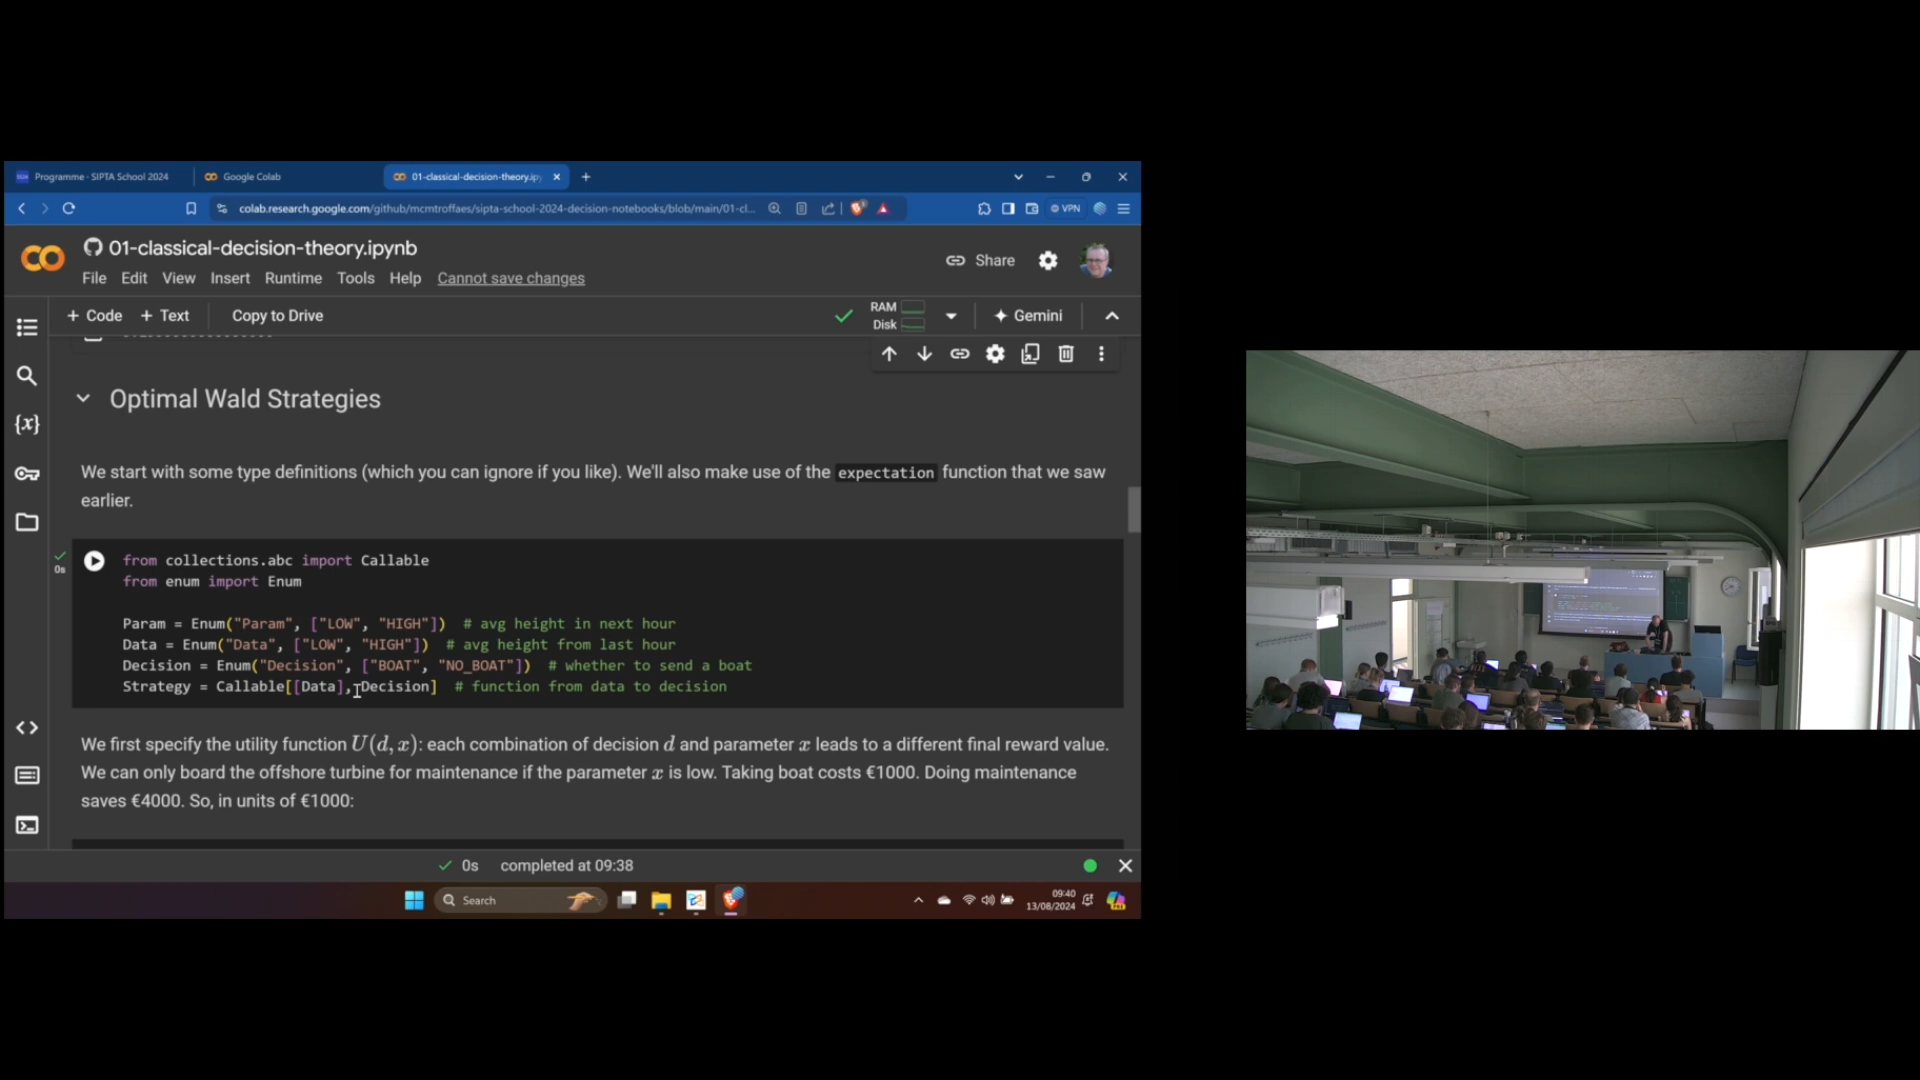 Programme - SIPTA School 2024
Google Colab
01-classical-decision-theory.ip
colab.research.google.com/github/mcmtroffaes/sipta-school-2024-decision-notebooks/blob/main/01-cl...
VPN
01-classical-decision-theory.ipynb
File Edit View Insert Runtime Tools Help Cannot save changes
Share
+ Code + Text Copy to Drive
RAM
Disk
Gemini
Optimal Wald Strategies
We start with some type definitions (which you can ignore if you like). We'll also make use of the expectation function that we saw
earlier.
0s
from collections.abc import Callable
from enum import Enum
Param = Enum("Param", ["LOW", "HIGH"]) # avg height in next hour
Data = Enum("Data", ["LOW", "HIGH"]) # avg height from last hour
Decision = Enum("Decision", ["BOAT", "NO_BOAT"]) # whether to send a boat
Strategy = Callable[[Data], Decision] # function from data to decision
We first specify the utility function U(d, x): each combination of decision d and parameter x leads to a different final reward value.
We can only board the offshore turbine for maintenance if the parameter x is low. Taking boat costs €1000. Doing maintenance
saves €4000. So, in units of €1000:
0s completed at 09:38
Search
09:40
13/08/2024